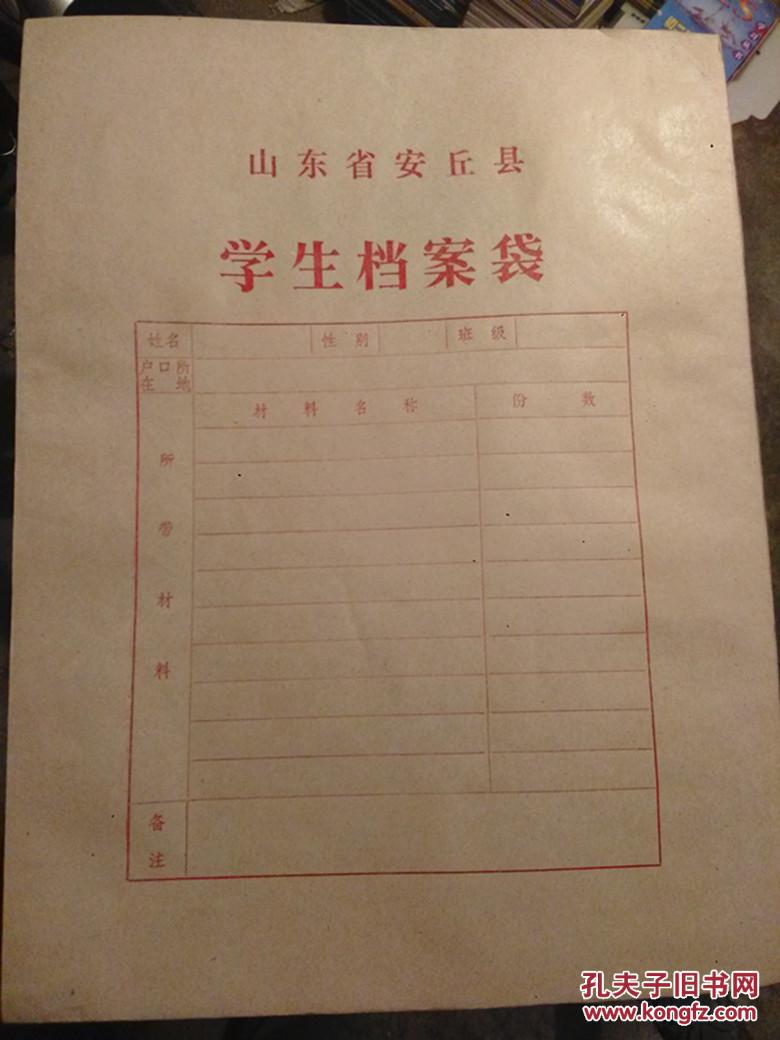 山东省安丘县
学生档案袋
姓名 性别 班级
户口所
在地
材料名称 份数
所带材料
备注
孔夫子旧书网
www.kongfz.com